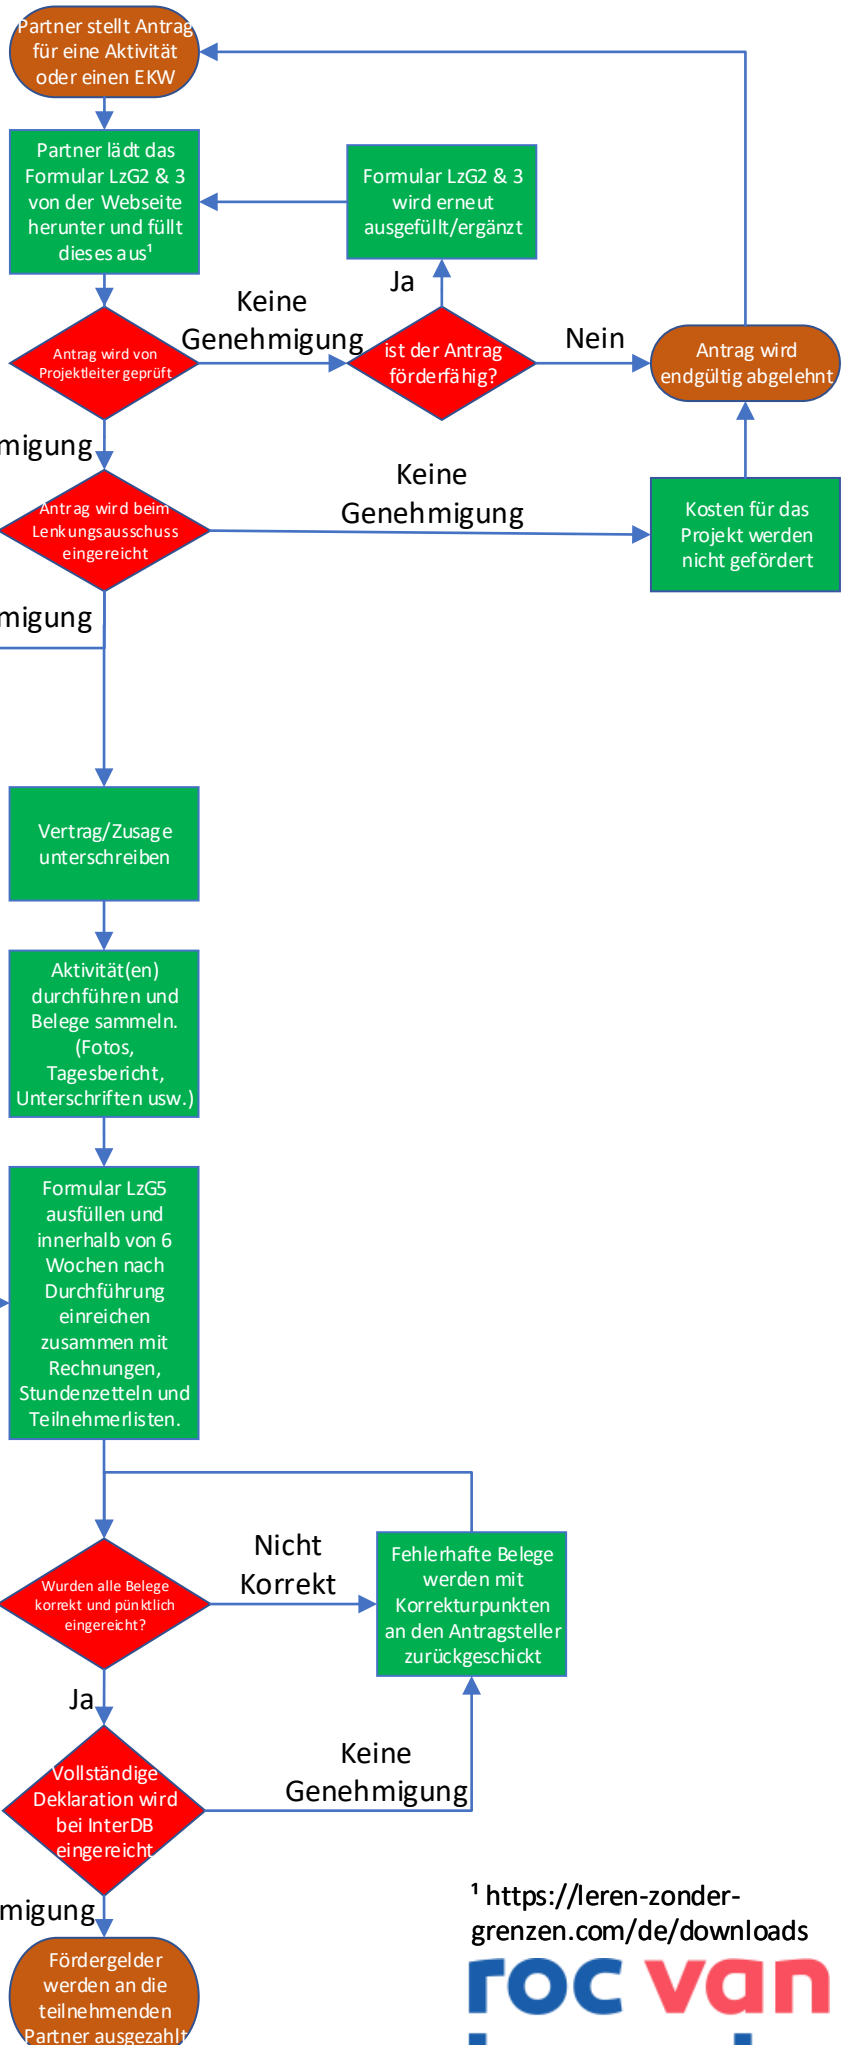 Partner stellt Antrag
für eine Aktivität
oder einen EKW
Partner lädt das
Formular LzG2 & 3
von der Webseite
herunter und füllt
dieses aus¹
Formular LzG2 & 3
wird erneut
ausgefüllt/ergänzt
Ja
Keine
Genehmigung
Antrag wird von
Projektleiter geprüft
ist der Antrag
förderfähig?
Nein
Antrag wird
endgültig abgelehnt
migung
Antrag wird beim
Lenkungsausschuss
eingereicht
Keine
Genehmigung
Kosten für das
Projekt werden
nicht gefördert
migung
Vertrag/Zusage
unterschreiben
Aktivität(en)
durchführen und
Belege sammeln.
(Fotos,
Tagesbericht,
Unterschriften usw.)
Formular LzG5
ausfüllen und
innerhalb von 6
Wochen nach
Durchführung
einreichen
zusammen mit
Rechnungen,
Stundenzetteln und
Teilnehmerlisten.
Wurden alle Belege
korrekt und pünktlich
eingereicht?
Nicht
Korrekt
Fehlerhafte Belege
werden mit
Korrekturpunkten
an den Antragsteller
zurückgeschickt
Ja
Vollständige
Deklaration wird
bei InterDB
eingereicht
Keine
Genehmigung
migung
Fördergelder
werden an die
teilnehmenden
Partner ausgezahlt
¹ https://leren-zonder-
grenzen.com/de/downloads
roc van